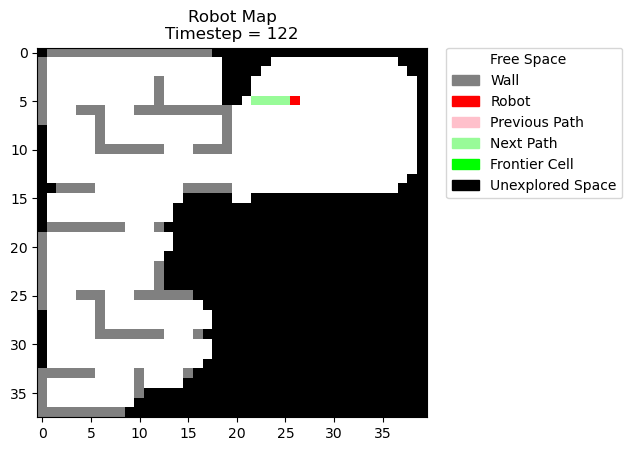 Robot Map
Timestep = 122
0
5
10
15
20
25
30
35
0
5
10
15
20
25
30
35
Free Space
Wall
Robot
Previous Path
Next Path
Frontier Cell
Unexplored Space